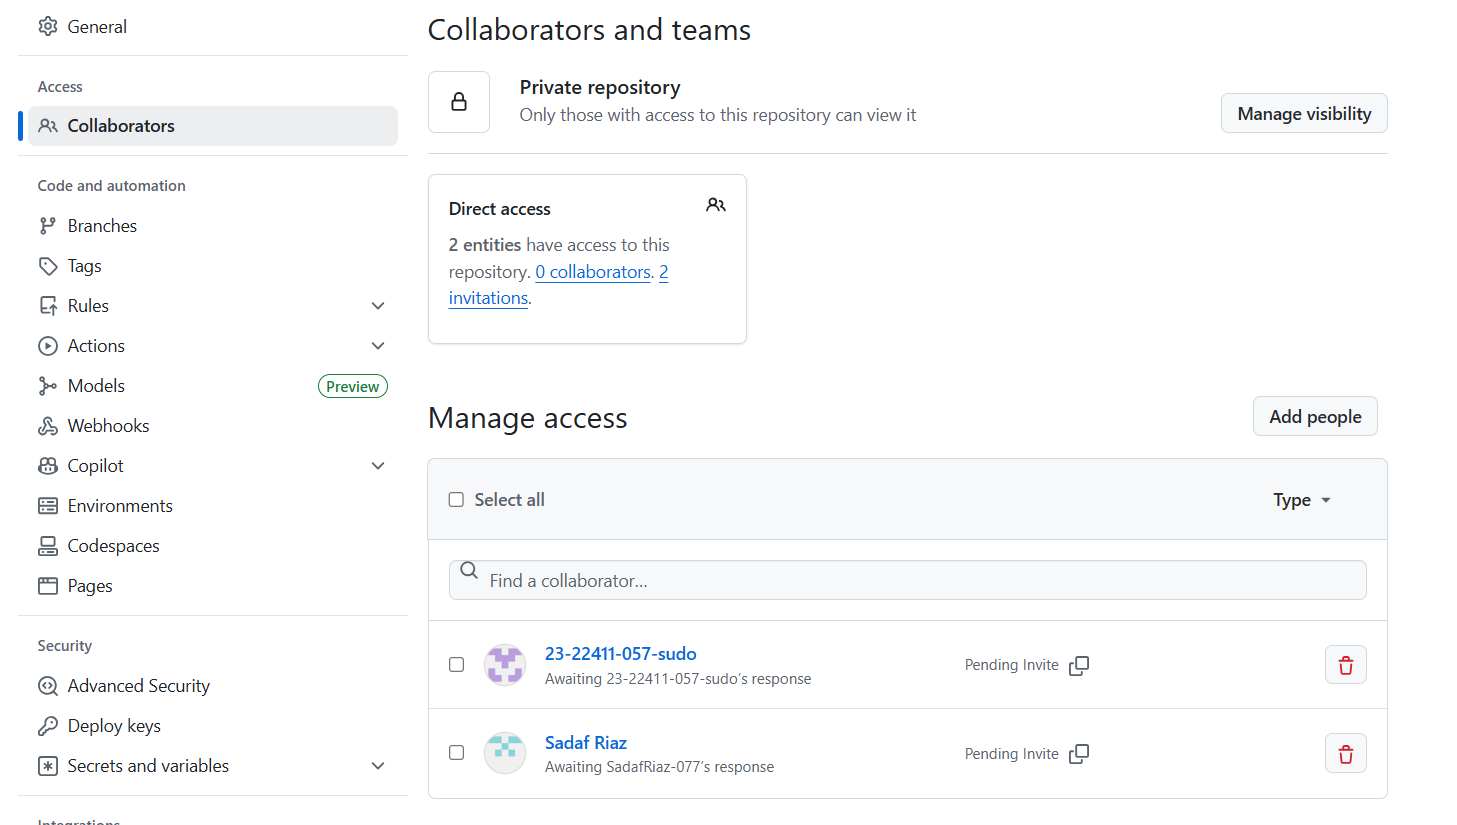 General
Access
Collaborators
Code and automation
Branches
Tags
Rules
Actions
Models Preview
Webhooks
Copilot
Environments
Codespaces
Pages
Security
Advanced Security
Deploy keys
Secrets and variables
Integrations
Collaborators and teams
Private repository
Only those with access to this repository can view it
Manage visibility
Direct access
2 entities have access to this
repository. 0 collaborators. 2
invitations.
Manage access
Add people
Select all
Type
Find a collaborator...
23-22411-057-sudo
Awaiting 23-22411-057-sudo's response
Pending Invite
Sadaf Riaz
Awaiting SadafRiaz-077's response
Pending Invite